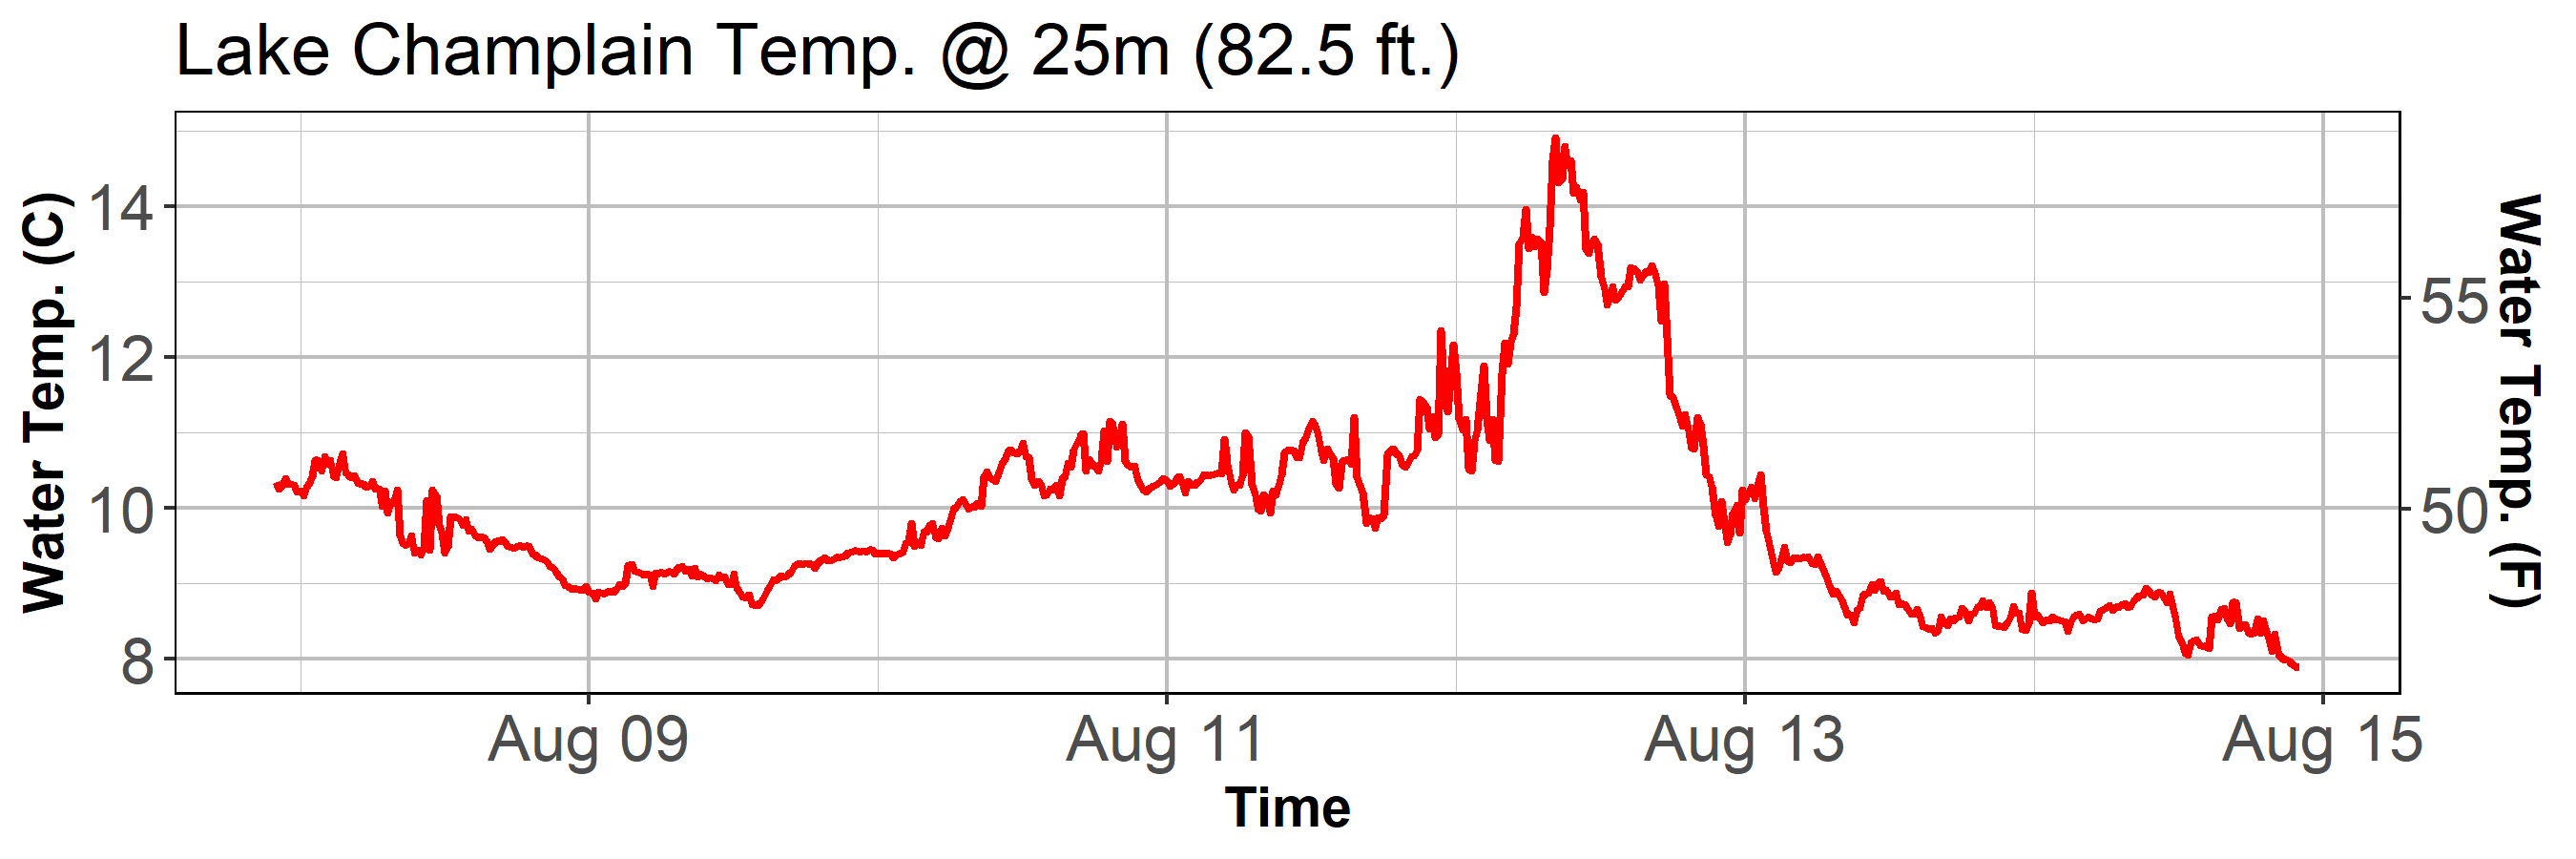 Lake Champlain Temp. @ 25m (82.5 ft.)
Water Temp. (C)
14
12
10
8
55
50
Water Temp. (F)
Aug 09
Aug 11
Aug 13
Aug 15
Time